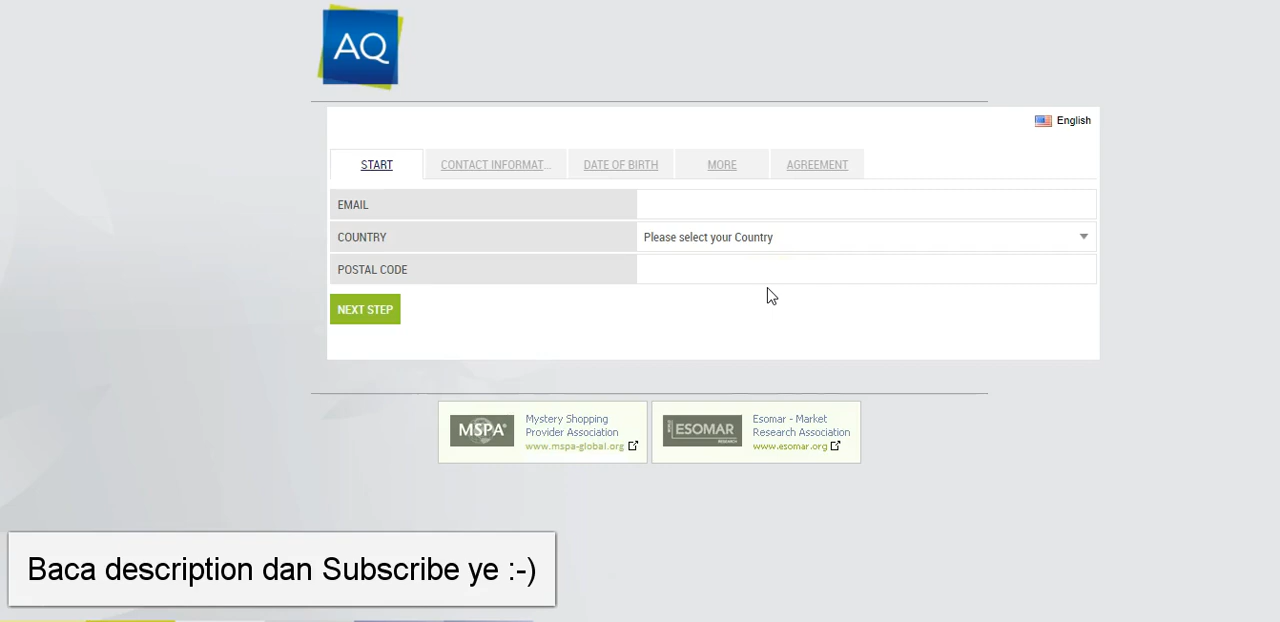 AQ
English
START
CONTACT INFORMAT...
DATE OF BIRTH
MORE
AGREEMENT
EMAIL
COUNTRY
Please select your Country
POSTAL CODE
NEXT STEP
MSPA
Mystery Shopping
Provider Association
www.mspa-global.org
ESOMAR
Esomar - Market
Research Association
www.esomar.org
Baca description dan Subscribe ye :-)